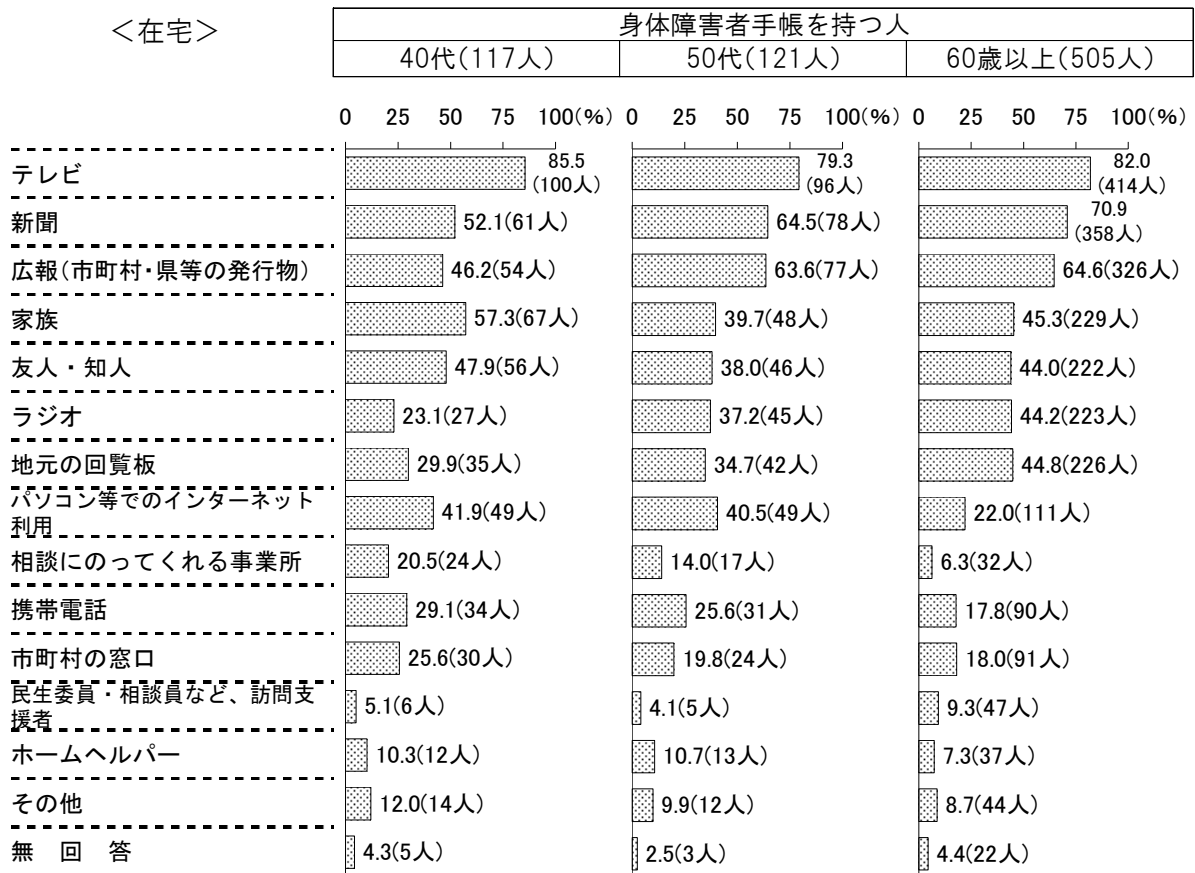 ＜在宅＞
身体障害者手帳を持つ人
40代(117人) 50代(121人) 60歳以上(505人)
0 25 50 75 100(%) 0 25 50 75 100(%) 0 25 50 75 100(%)
テレビ 85.5 79.3 82.0
(100人) (96人) (414人)
新聞 52.1(61人) 64.5(78人) 70.9
(358人)
広報(市町村・県等の発行物) 46.2(54人) 63.6(77人) 64.6(326人)
家族 57.3(67人) 39.7(48人) 45.3(229人)
友人・知人 47.9(56人) 38.0(46人) 44.0(222人)
ラジオ 23.1(27人) 37.2(45人) 44.2(223人)
地元の回覧板 29.9(35人) 34.7(42人) 44.8(226人)
パソコン等でのインターネット
利用 41.9(49人) 40.5(49人) 22.0(111人)
相談にのってくれる事業所 20.5(24人) 14.0(17人) 6.3(32人)
携帯電話 29.1(34人) 25.6(31人) 17.8(90人)
市町村の窓口 25.6(30人) 19.8(24人) 18.0(91人)
民生委員・相談員など、訪問支
援者 5.1(6人) 4.1(5人) 9.3(47人)
ホームヘルパー 10.3(12人) 10.7(13人) 7.3(37人)
その他 12.0(14人) 9.9(12人) 8.7(44人)
無 回 答 4.3(5人) 2.5(3人) 4.4(22人)